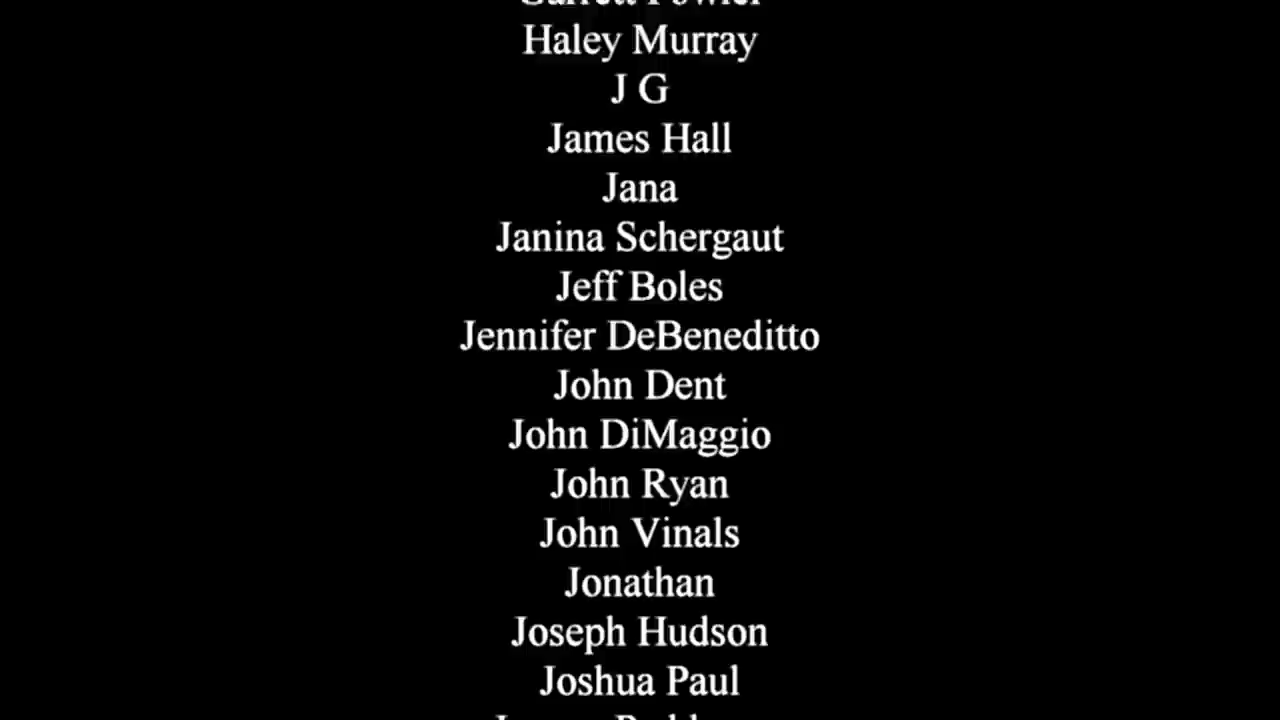 Haley Murray
J G
James Hall
Jana
Janina Schergaut
Jeff Boles
Jennifer DeBeneditto
John Dent
John DiMaggio
John Ryan
John Vinals
Jonathan
Joseph Hudson
Joshua Paul